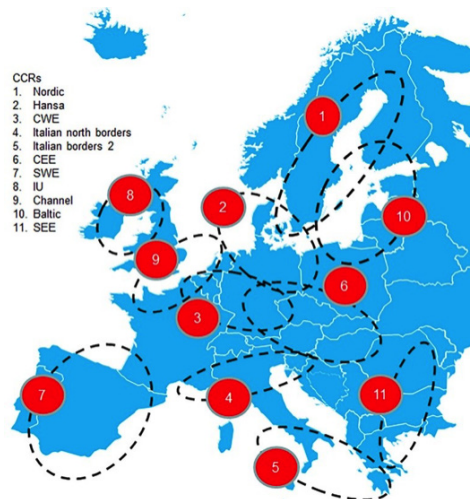 CCRs
1. Nordic
2. Hansa
3. CWE
4. Italian north borders
5. Italian borders 2
6. CEE
7. SWE
8. IU
9. Channel
10. Baltic
11. SEE
1
8
2
10
9
6
3
7
4
11
5